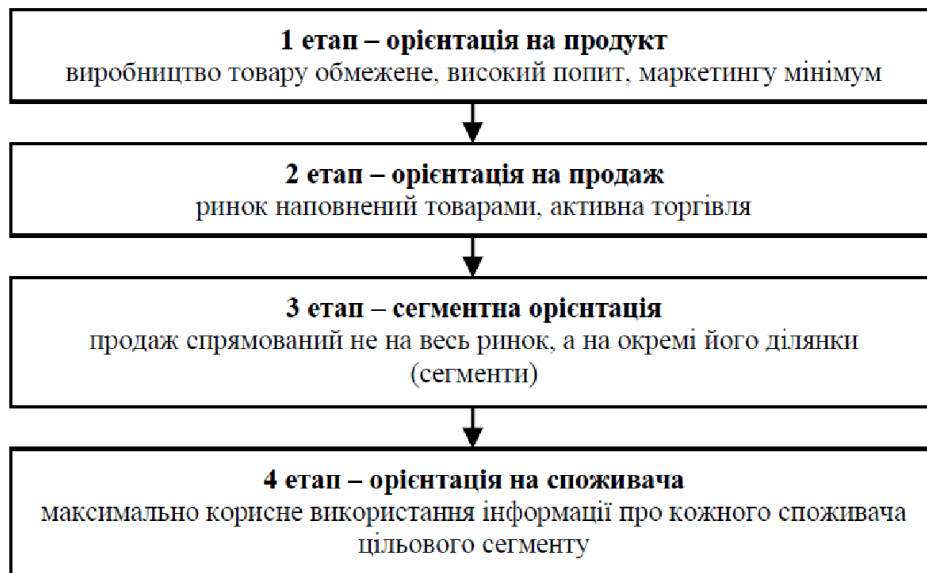 1 етап – орієнтація на продукт
виробництво товару обмежене, високий попит, маркетингу мінімум
2 етап – орієнтація на продаж
ринок наповнений товарами, активна торгівля
3 етап – сегментна орієнтація
продаж спрямований не на весь ринок, а на окремі його ділянки
(сегменти)
4 етап – орієнтація на споживача
максимально корисне використання інформації про кожного споживача
цільового сегменту